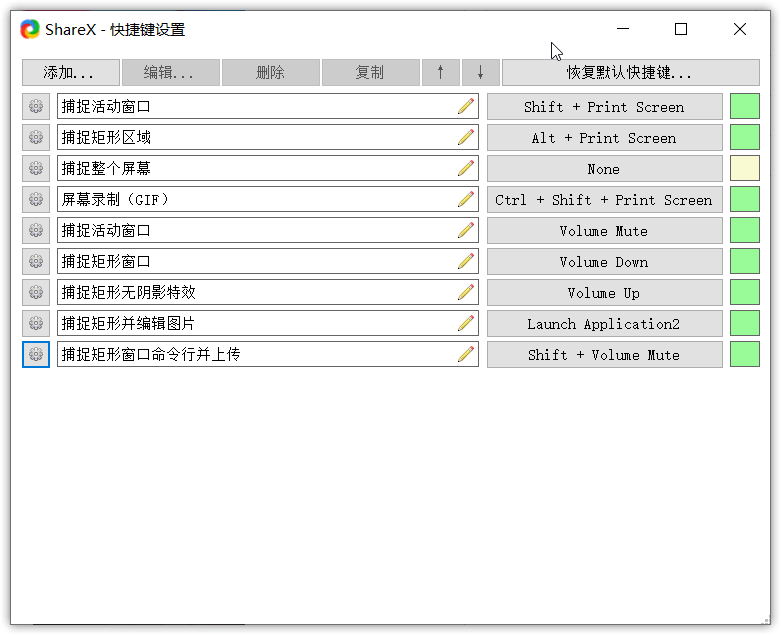 ShareX - 快捷键设置
添加... 编辑... 删除 复制 ↑ ↓ 恢复默认快捷键...
捕捉活动窗口 Shift + Print Screen
捕捉矩形区域 Alt + Print Screen
捕捉整个屏幕 None
屏幕录制（GIF） Ctrl + Shift + Print Screen
捕捉活动窗口 Volume Mute
捕捉矩形窗口 Volume Down
捕捉矩形无阴影特效 Volume Up
捕捉矩形并编辑图片 Launch Application2
捕捉矩形窗口命令行并上传 Shift + Volume Mute